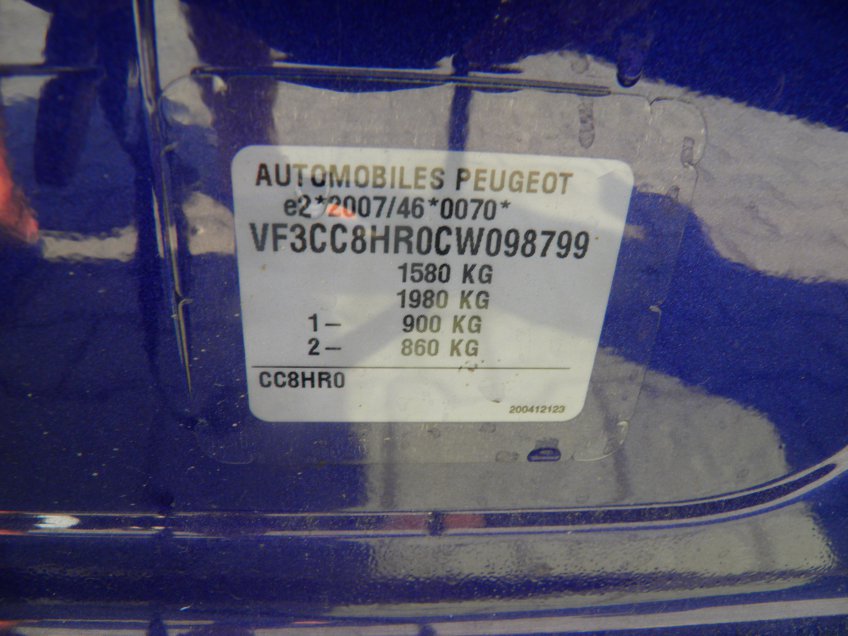 AUTOMOBILES PEUGEOT
e2*2007/46*0070*
VF3CC8HR0CW098799
1580 KG
1980 KG
1– 900 KG
2– 860 KG
CC8HR0
200412123